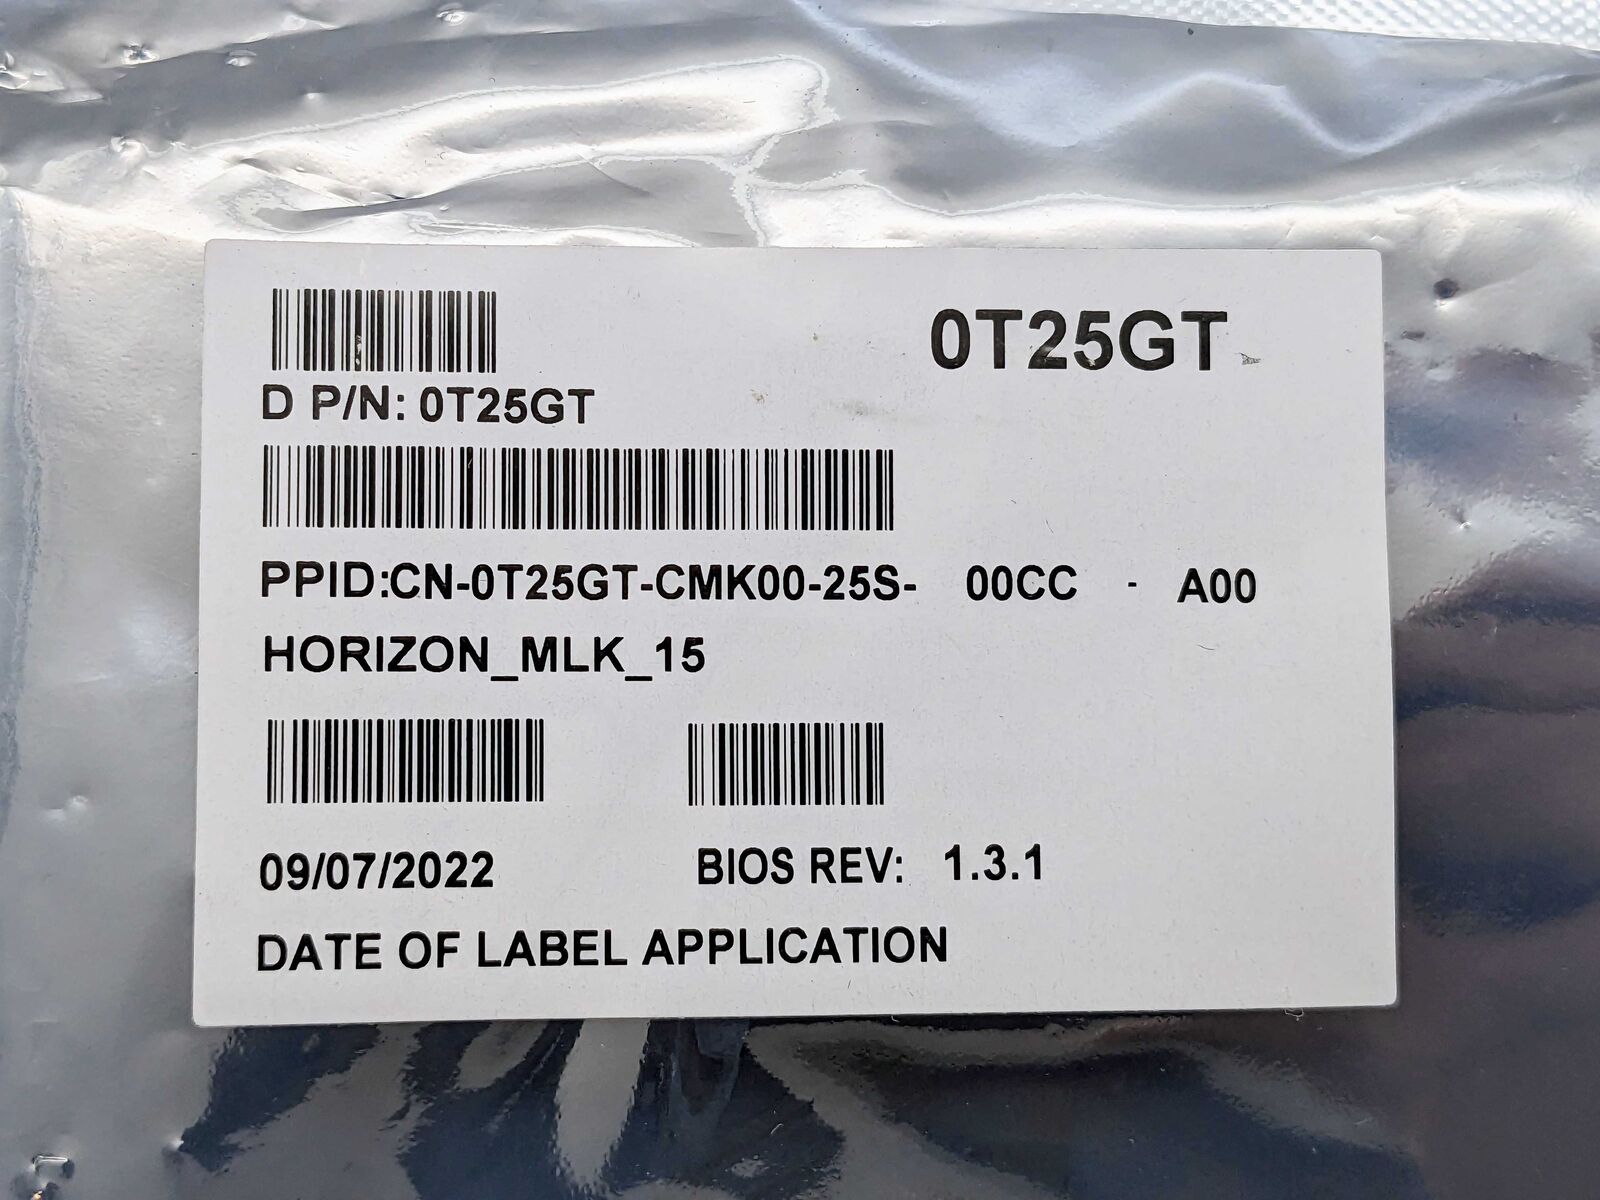 0T25GT
D P/N: 0T25GT
PPID:CN-0T25GT-CMK00-25S- 00CC - A00
HORIZON_MLK_15
09/07/2022 BIOS REV: 1.3.1
DATE OF LABEL APPLICATION